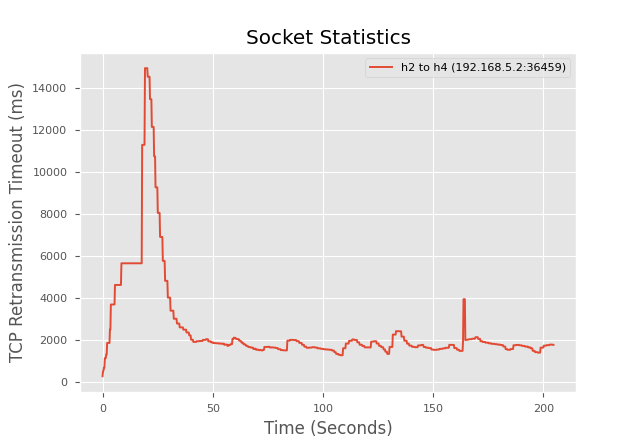 Socket Statistics
h2 to h4 (192.168.5.2:36459)
TCP Retransmission Timeout (ms)
14000
12000
10000
8000
6000
4000
2000
0
0 50 100 150 200
Time (Seconds)